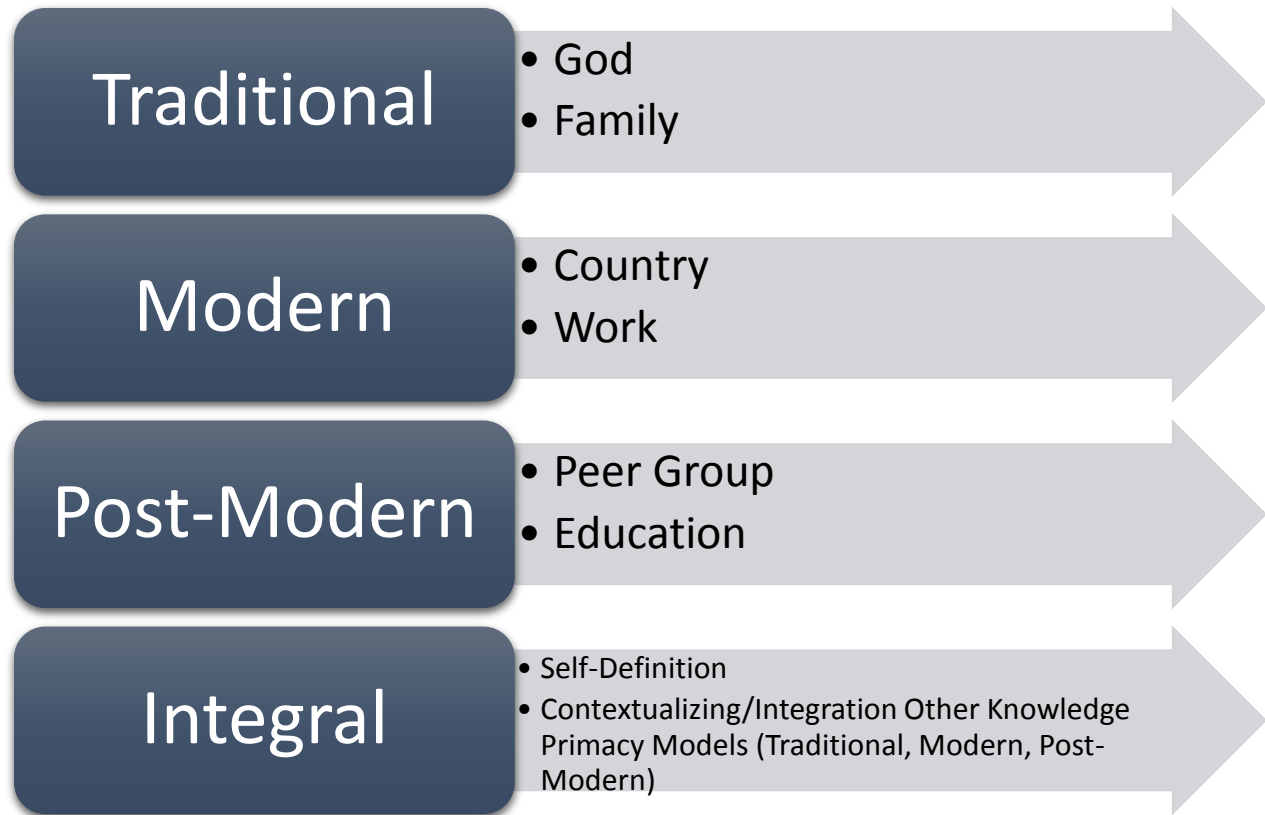 Traditional
• God
• Family
Modern
• Country
• Work
Post-Modern
• Peer Group
• Education
Integral
• Self-Definition
• Contextualizing/Integration Other Knowledge
Primacy Models (Traditional, Modern, Post-
Modern)